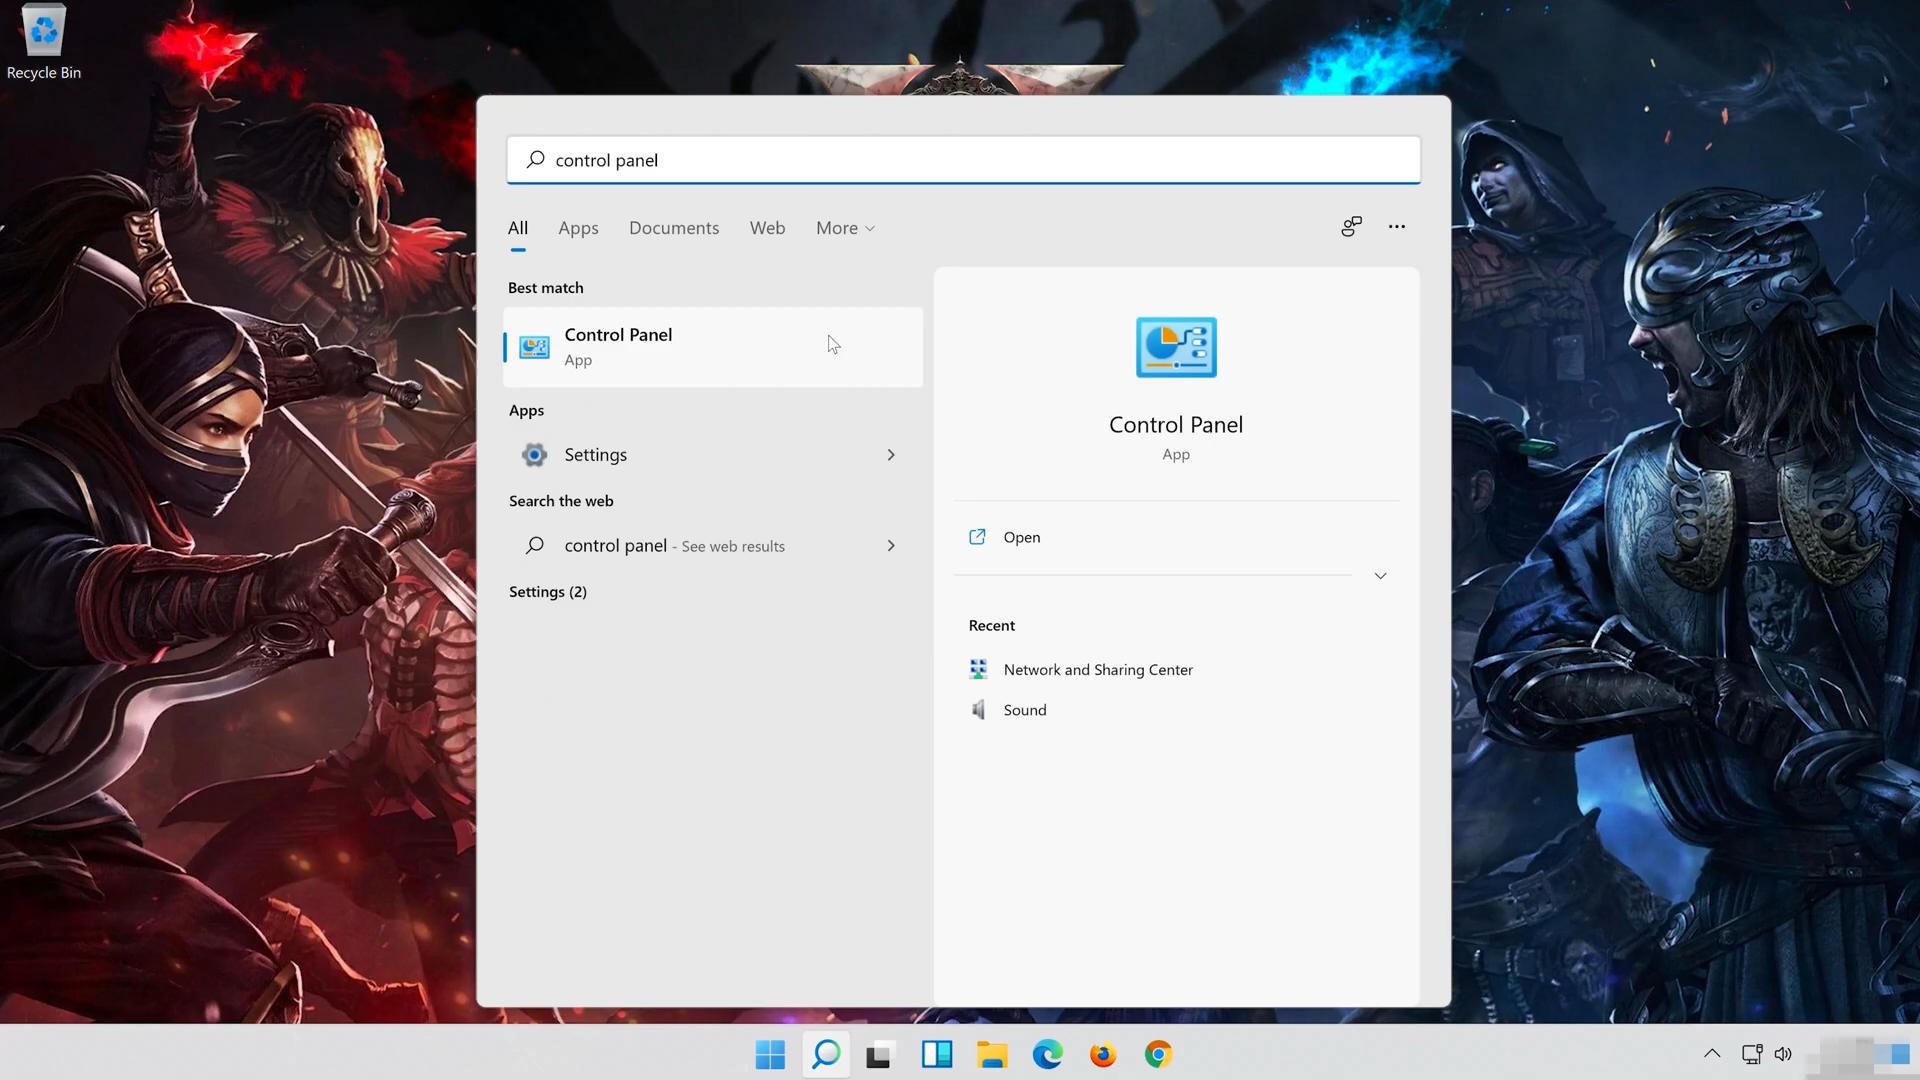 Recycle Bin
control panel
All
Apps
Documents
Web
More
Best match
Control Panel
App
Apps
Settings
Search the web
control panel - See web results
Settings (2)
Control Panel
App
Open
Recent
Network and Sharing Center
Sound